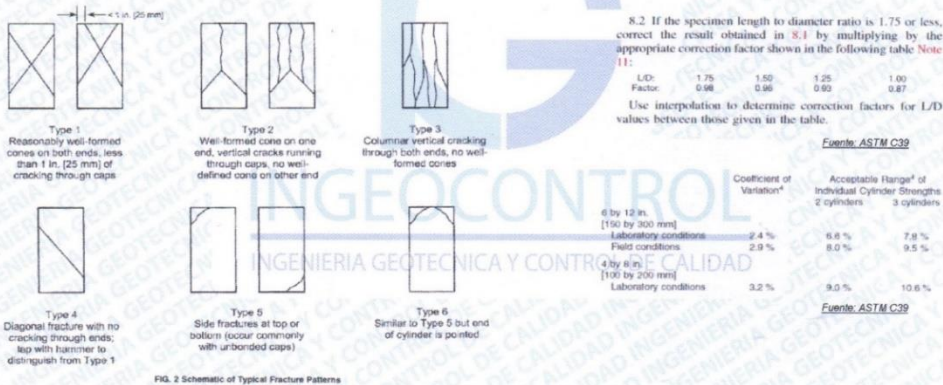 < 1 in. [25 mm]
Type 1
Reasonably well-formed
cones on both ends, less
than 1 in. [25 mm] of
cracking through caps
Type 2
Well-formed cone on one
end, vertical cracks running
through caps, no well-
defined cone on other end
Type 3
Columnar vertical cracking
through both ends, no well-
formed cones
Type 4
Diagonal fracture with no
cracking through ends;
tap with hammer to
distinguish from Type 1
Type 5
Side fractures at top or
bottom (occur commonly
with unbonded caps)
Type 6
Similar to Type 5 but end
of cylinder is pointed
FIG. 2 Schematic of Typical Fracture Patterns
8.2 If the specimen length to diameter ratio is 1.75 or less,
correct the result obtained in 8.1 by multiplying by the
appropriate correction factor shown in the following table Note
11:
L/D: 1.75 1.50 1.25 1.00
Factor: 0.98 0.96 0.93 0.87
Use interpolation to determine correction factors for L/D
values between those given in the table.
Fuente: ASTM C39
Coefficient of Acceptable Range4 of
Variation4 Individual Cylinder Strengths
2 cylinders 3 cylinders
6 by 12 in.
[150 by 300 mm]
Laboratory conditions 2.4 % 6.6 % 7.8 %
Field conditions 2.9 % 8.0 % 9.5 %
4 by 8 in.
[100 by 200 mm]
Laboratory conditions 3.2 % 9.0 % 10.6 %
Fuente: ASTM C39
INGEOCONTROL
INGENIERIA GEOTECNICA Y CONTROL DE CALIDAD